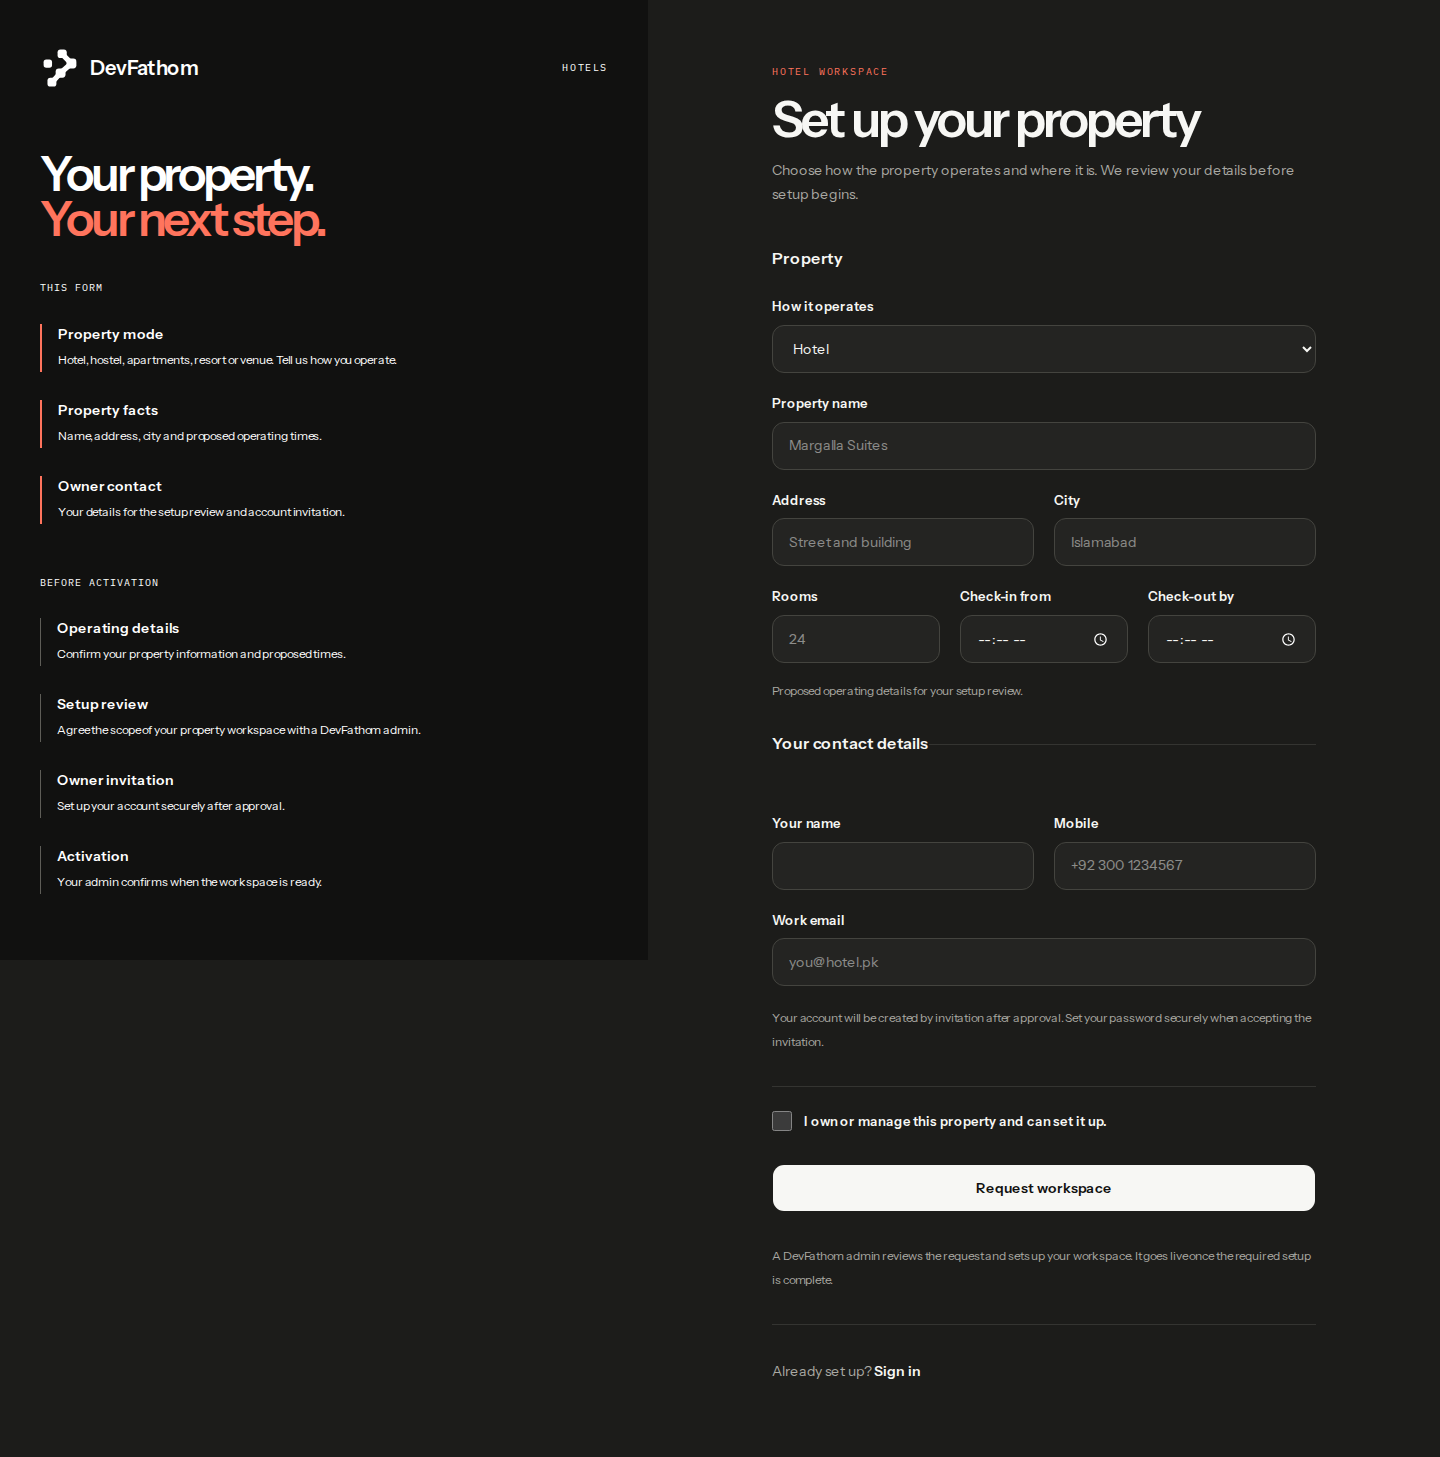 DevFathom
HOTELS
Your property.
Your next step.
THIS FORM
Property mode
Hotel, hostel, apartments, resort or venue. Tell us how you operate.
Property facts
Name, address, city and proposed operating times.
Owner contact
Your details for the setup review and account invitation.
BEFORE ACTIVATION
Operating details
Confirm your property information and proposed times.
Setup review
Agree the scope of your property workspace with a DevFathom admin.
Owner invitation
Set up your account securely after approval.
Activation
Your admin confirms when the workspace is ready.
HOTEL WORKSPACE
Set up your property
Choose how the property operates and where it is. We review your details before
setup begins.
Property
How it operates
Hotel
Property name
Margalla Suites
Address City
Street and building Islamabad
Rooms Check-in from Check-out by
24 --:-- -- --:-- --
Proposed operating details for your setup review.
Your contact details
Your name Mobile
+92 300 1234567
Work email
you@hotel.pk
Your account will be created by invitation after approval. Set your password securely when accepting the
invitation.
I own or manage this property and can set it up.
Request workspace
A DevFathom admin reviews the request and sets up your workspace. It goes live once the required setup
is complete.
Already set up? Sign in